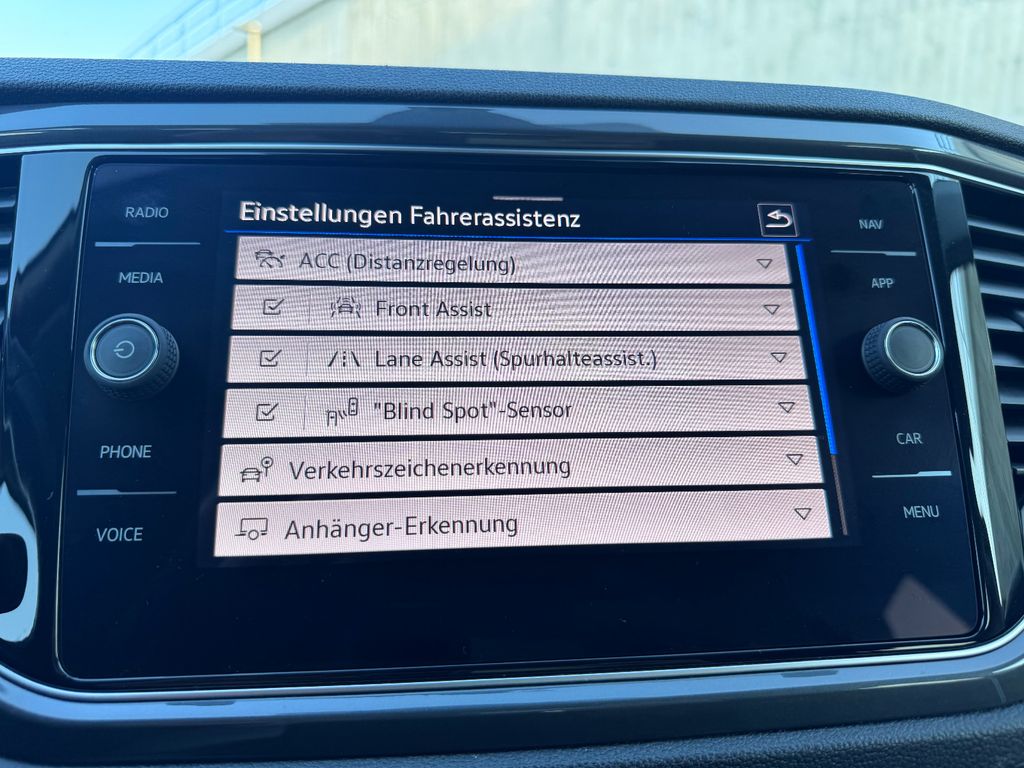 RADIO
MEDIA
PHONE
VOICE
Einstellungen Fahrerassistenz
ACC (Distanzregelung)
Front Assist
Lane Assist (Spurhalteassist.)
"Blind Spot"-Sensor
Verkehrszeichenerkennung
Anhänger-Erkennung
NAV
APP
CAR
MENU